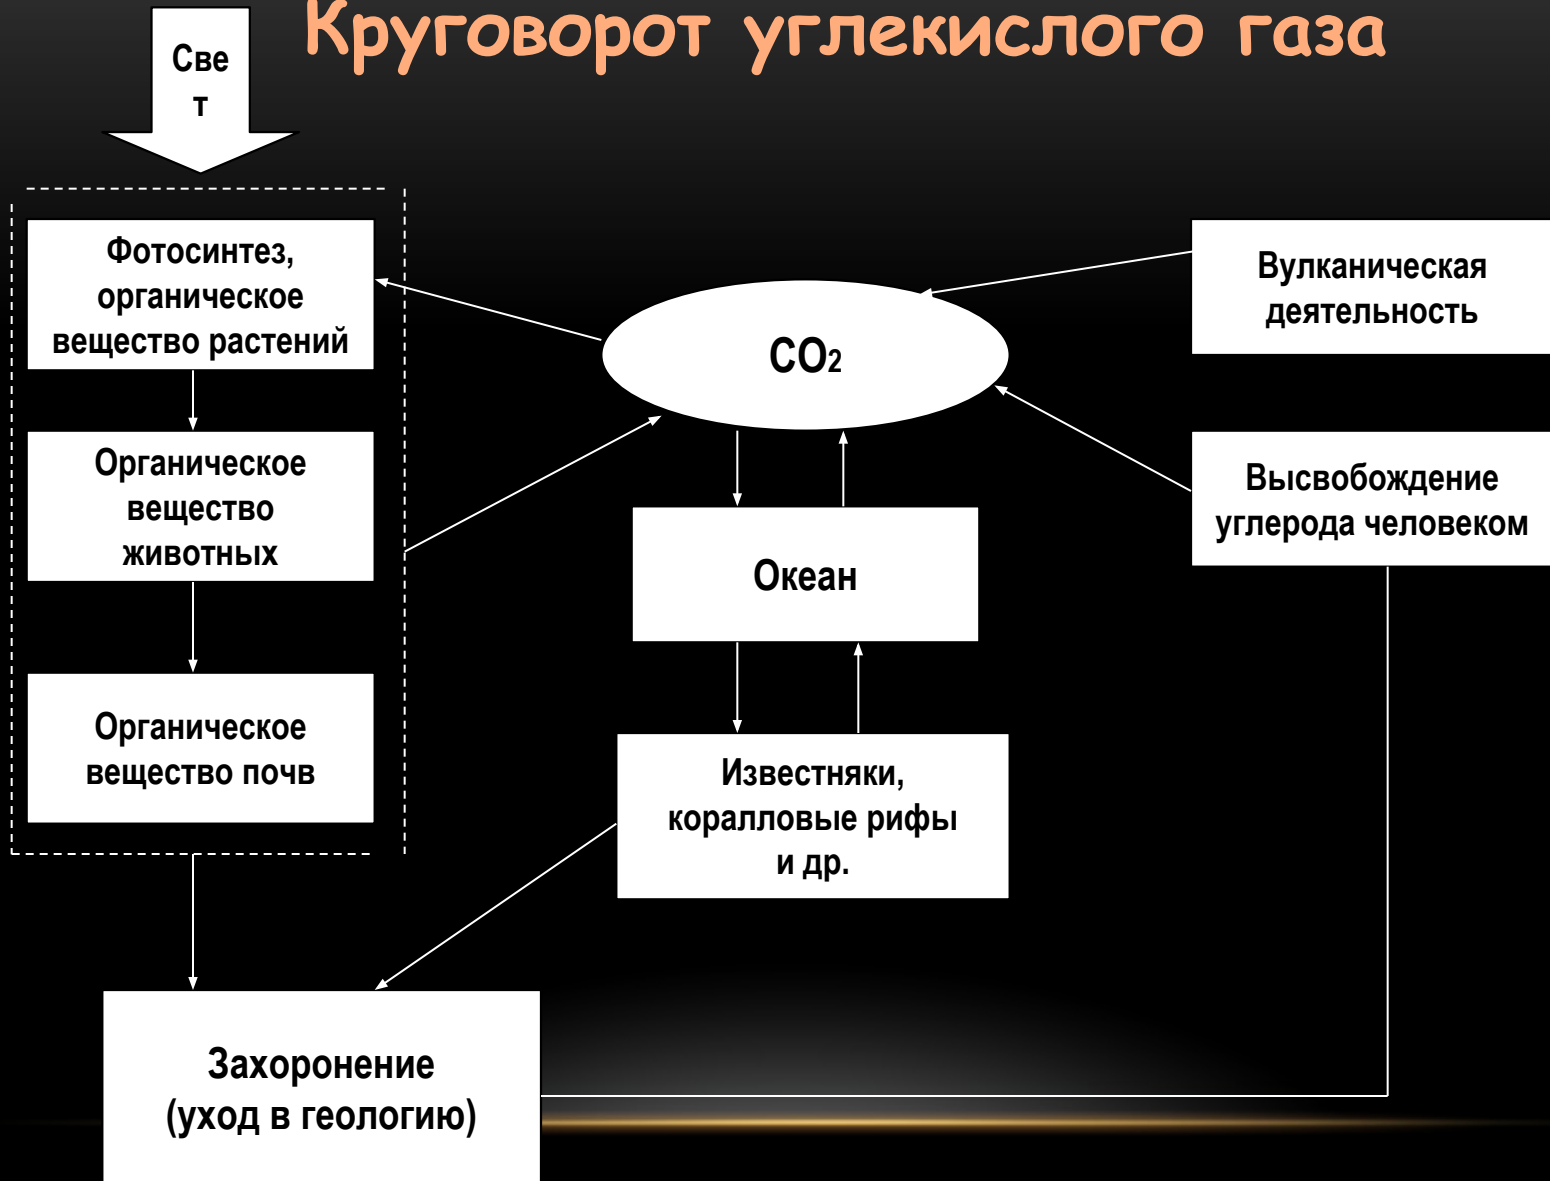 Круговорот углекислого газа
Све
т
Фотосинтез,
органическое
вещество растений
Вулканическая
деятельность
CO2
Органическое
вещество
животных
Высвобождение
углерода человеком
Океан
Органическое
вещество почв
Известняки,
коралловые рифы
и др.
Захоронение
(уход в геологию)